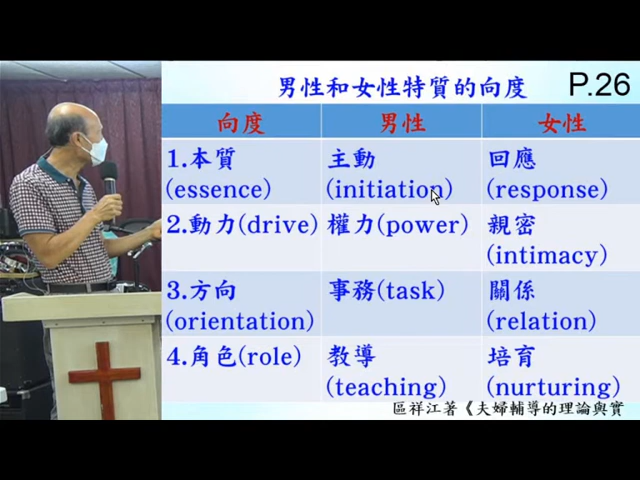 男性和女性特質的向度 P.26
向度 男性 女性
1.本質 主動 回應
(essence) (initiation) (response)
2.動力(drive) 權力(power) 親密
(intimacy)
3.方向 事務(task) 關係
(orientation) (relation)
4.角色(role) 教導 培育
(teaching) (nurturing)
區祥江著《夫婦輔導的理論與實